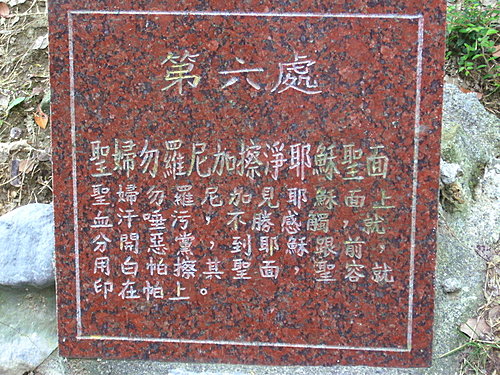 第六處
聖婦勿羅尼加擦淨耶穌聖面
聖婦勿羅尼加見耶穌聖面上
血汗唾污,不勝感觸,就
分開惡黨,到耶穌跟前,就
用白帕擦其聖面,聖容
印在帕上。